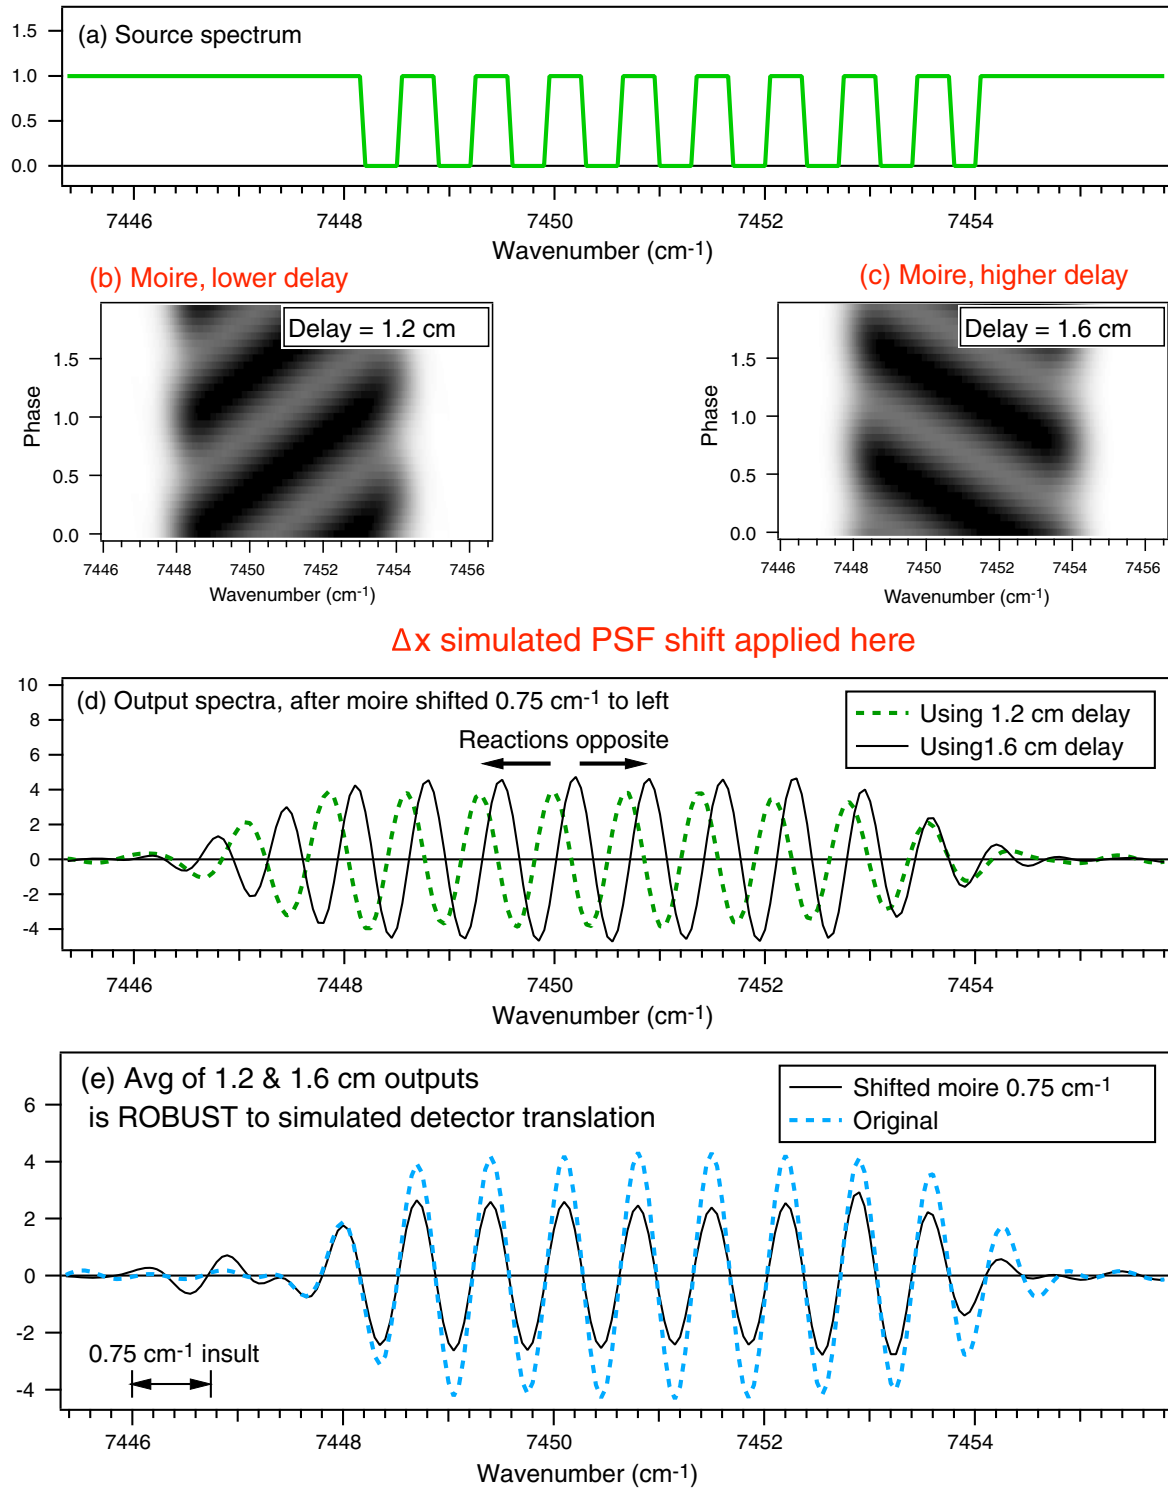 (a) Source spectrum
1.5
1.0
0.5
0.0
7446 7448 7450 7452 7454
Wavenumber (cm-1)
(b) Moire, lower delay
Delay = 1.2 cm
Phase
1.5
1.0
0.5
0.0
7446 7448 7450 7452 7454 7456
Wavenumber (cm-1)
(c) Moire, higher delay
Delay = 1.6 cm
Phase
1.5
1.0
0.5
0.0
7446 7448 7450 7452 7454 7456
Wavenumber (cm-1)
Δx simulated PSF shift applied here
(d) Output spectra, after moire shifted 0.75 cm-1 to left
Using 1.2 cm delay
Using1.6 cm delay
Reactions opposite
10
8
6
4
2
0
-2
-4
7446 7448 7450 7452 7454
Wavenumber (cm-1)
(e) Avg of 1.2 & 1.6 cm outputs
is ROBUST to simulated detector translation
Shifted moire 0.75 cm-1
Original
6
4
2
0
-2
-4
0.75 cm-1 insult
7446 7448 7450 7452 7454
Wavenumber (cm-1)